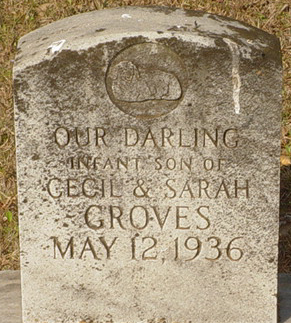 OUR DARLING
INFANT SON OF
CECIL & SARAH
GROVES
MAY 12, 1936